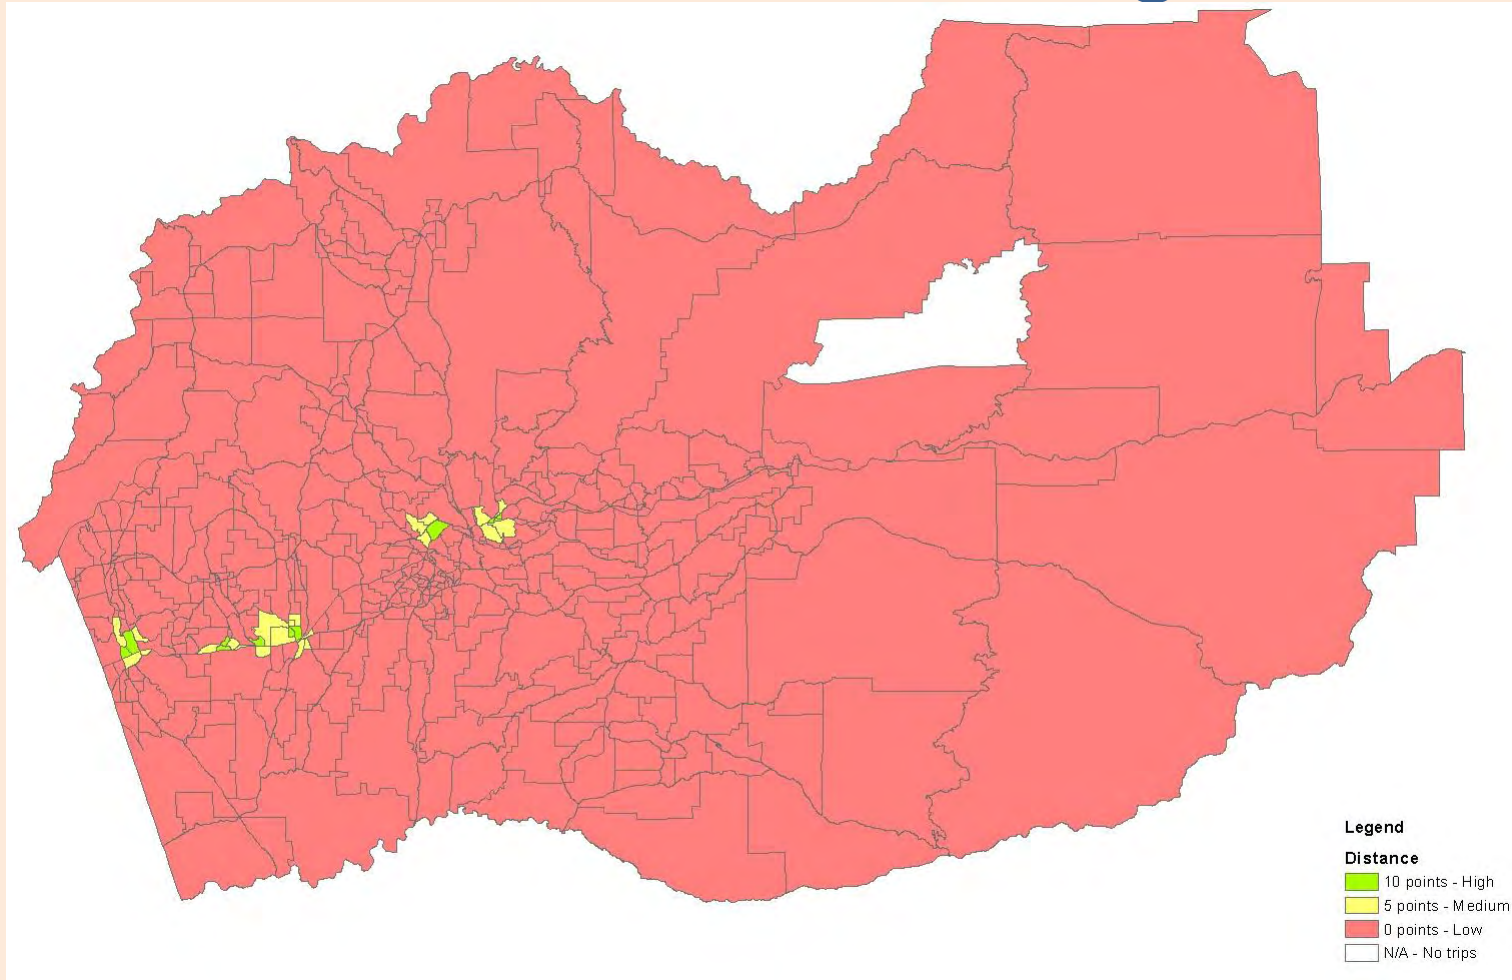 Legend
Distance
10 points - High
5 points - Medium
0 points - Low
N/A - No trips